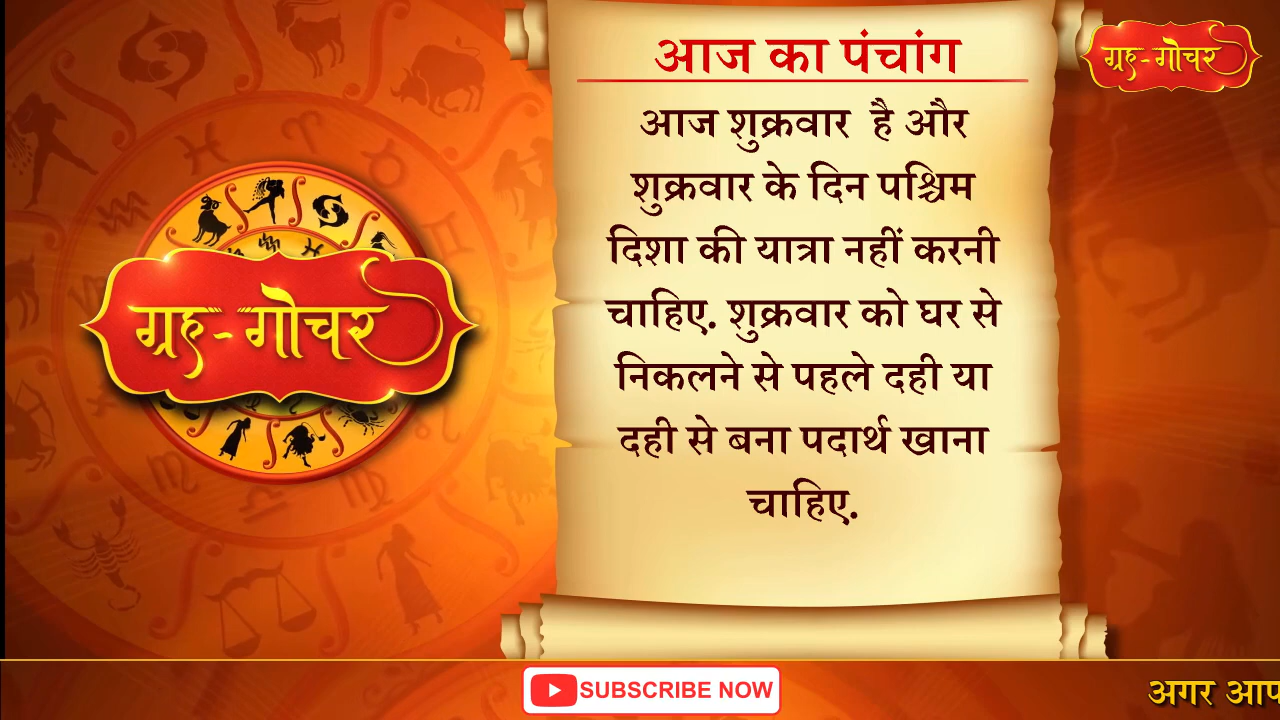 आज का पंचांग
ग्रह-गोचर
आज शुक्रवार है और
शुक्रवार के दिन पश्चिम
दिशा की यात्रा नहीं करनी
चाहिए. शुक्रवार को घर से
निकलने से पहले दही या
दही से बना पदार्थ खाना
चाहिए.
ग्रह-गोचर
SUBSCRIBE NOW
अगर आप